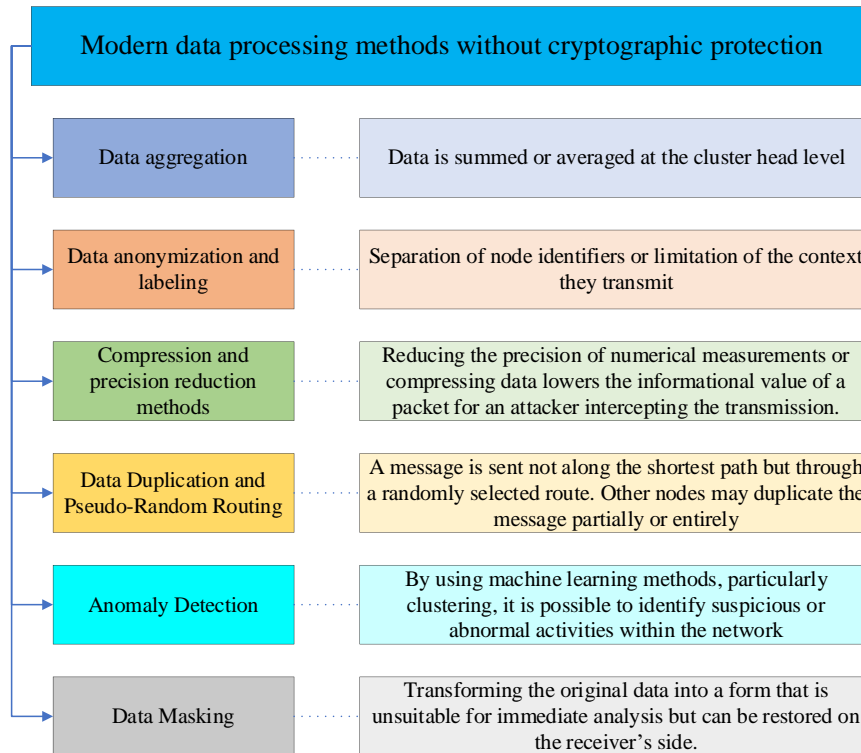 Modern data processing methods without cryptographic protection
Data aggregation
Data is summed or averaged at the cluster head level
Data anonymization and
labeling
Separation of node identifiers or limitation of the context
they transmit
Compression and
precision reduction
methods
Reducing the precision of numerical measurements or
compressing data lowers the informational value of a
packet for an attacker intercepting the transmission.
Data Duplication and
Pseudo-Random Routing
A message is sent not along the shortest path but through
a randomly selected route. Other nodes may duplicate the
message partially or entirely
Anomaly Detection
By using machine learning methods, particularly
clustering, it is possible to identify suspicious or
abnormal activities within the network
Data Masking
Transforming the original data into a form that is
unsuitable for immediate analysis but can be restored on
the receiver’s side.